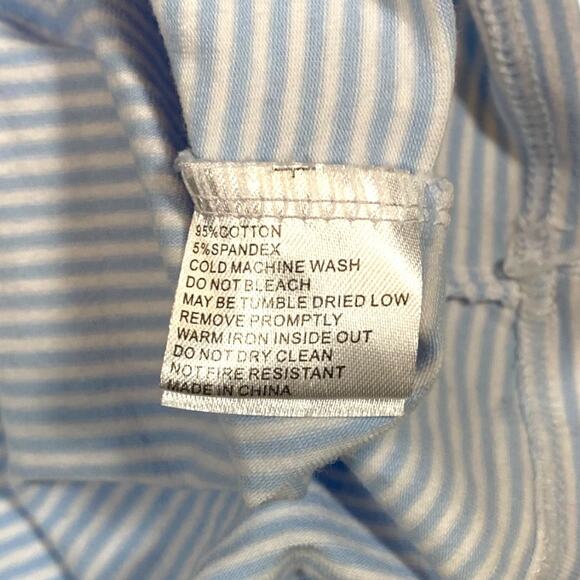 95%COTTON
5%SPANDEX
COLD MACHINE WASH
DO NOT BLEACH
MAY BE TUMBLE DRIED LOW
REMOVE PROMPTLY
WARM IRON INSIDE OUT
DO NOT DRY CLEAN
NOT FIRE RESISTANT
MADE IN CHINA